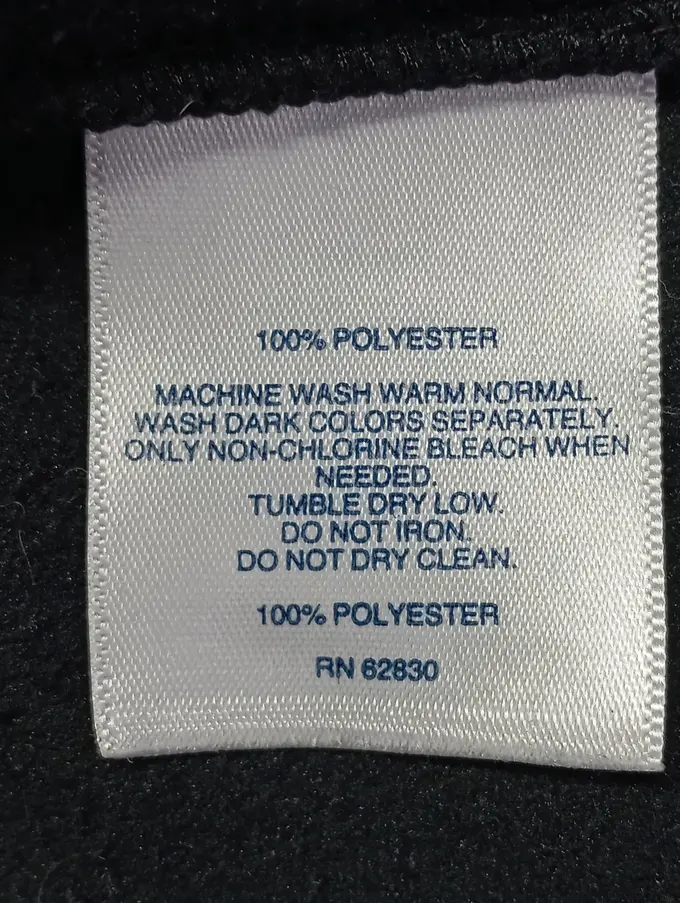 100% POLYESTER
MACHINE WASH WARM NORMAL.
WASH DARK COLORS SEPARATELY.
ONLY NON-CHLORINE BLEACH WHEN
NEEDED.
TUMBLE DRY LOW.
DO NOT IRON.
DO NOT DRY CLEAN.
100% POLYESTER
RN 62830